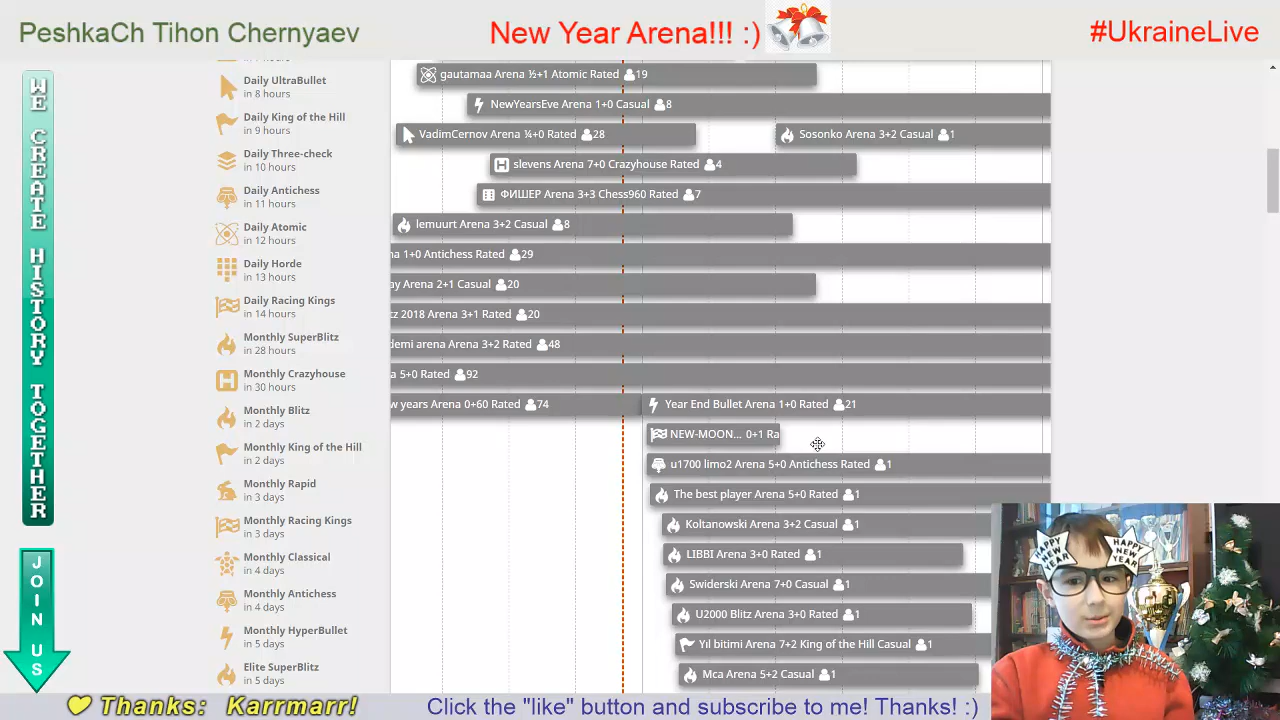 PeshkaCh Tihon Chernyaev
New Year Arena!!! :)
#UkraineLive
WE CREATE HISTORY TOGETHER
JOIN US
Daily UltraBullet
in 8 hours
Daily King of the Hill
in 9 hours
Daily Three-check
in 10 hours
Daily Antichess
in 11 hours
Daily Atomic
in 12 hours
Daily Horde
in 13 hours
Daily Racing Kings
in 14 hours
Monthly SuperBlitz
in 28 hours
Monthly Crazyhouse
in 30 hours
Monthly Blitz
in 2 days
Monthly King of the Hill
in 2 days
Monthly Rapid
in 3 days
Monthly Racing Kings
in 3 days
Monthly Classical
in 4 days
Monthly Antichess
in 4 days
Monthly HyperBullet
in 5 days
Elite SuperBlitz
in 5 days
gautamaa Arena ½+1 Atomic Rated 19
NewYearsEve Arena 1+0 Casual 8
VadimCernov Arena ¼+0 Rated 28
Sosonko Arena 3+2 Casual 1
slevens Arena 7+0 Crazyhouse Rated 4
ФИШЕР Arena 3+3 Chess960 Rated 7
lemuurt Arena 3+2 Casual 8
na 1+0 Antichess Rated 29
ay Arena 2+1 Casual 20
tz 2018 Arena 3+1 Rated 20
demi arena Arena 3+2 Rated 48
a 5+0 Rated 92
w years Arena 0+60 Rated 74
Year End Bullet Arena 1+0 Rated 21
NEW-MOON... 0+1 Ra
u1700 limo2 Arena 5+0 Antichess Rated 1
The best player Arena 5+0 Rated 1
Koltanowski Arena 3+2 Casual 1
LIBBI Arena 3+0 Rated 1
Swiderski Arena 7+0 Casual 1
U2000 Blitz Arena 3+0 Rated 1
Yıl bitimi Arena 7+2 King of the Hill Casual 1
Mca Arena 5+2 Casual 1
HAPPY NEW YEAR
HAPPY NEW YEAR
Thanks: Karrmarr!
Click the "like" button and subscribe to me! Thanks! :)